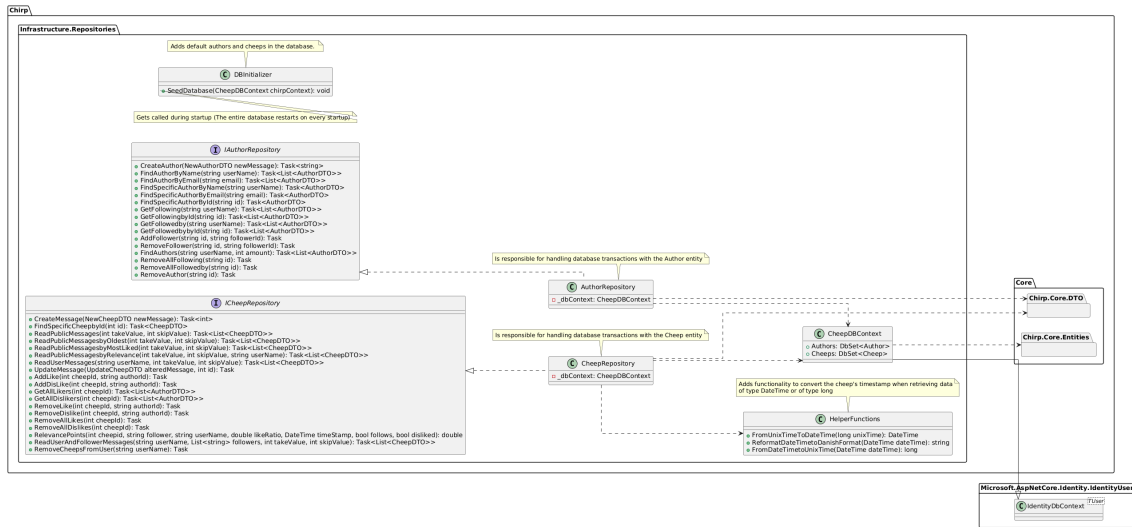 Chirp
Infrastructure.Repositories
Adds default authors and cheeps in the database.
C DBInitializer
SeedDatabase(CheepDBContext chirpContext): void
Gets called during startup (The entire database restarts on every startup)
I IAuthorRepository
CreateAuthor(NewAuthorDTO newMessage): Task<string>
FindAuthorByName(string userName): Task<List<AuthorDTO>>
FindAuthorByEmail(string email): Task<List<AuthorDTO>>
FindSpecificAuthorByName(string userName): Task<AuthorDTO>
FindSpecificAuthorByEmail(string email): Task<AuthorDTO>
FindSpecificAuthorById(string id): Task<AuthorDTO>
GetFollowing(string userName): Task<List<AuthorDTO>>
GetFollowingbyId(string id): Task<List<AuthorDTO>>
GetFollowedby(string userName): Task<List<AuthorDTO>>
GetFollowedbybyId(string id): Task<List<AuthorDTO>>
AddFollower(string id, string followerId): Task
RemoveFollower(string id, string followerId): Task
FindAuthors(string userName, int amount): Task<List<AuthorDTO>>
RemoveAllFollowing(string id): Task
RemoveAllFollowedby(string id): Task
RemoveAuthor(string id): Task
Is responsible for handling database transactions with the Author entity
C AuthorRepository
_dbContext: CheepDBContext
I ICheepRepository
CreateMessage(NewCheepDTO newMessage): Task<int>
FindSpecificCheepbyId(int id): Task<CheepDTO>
ReadPublicMessages(int takeValue, int skipValue): Task<List<CheepDTO>>
ReadPublicMessagesbyOldest(int takeValue, int skipValue): Task<List<CheepDTO>>
ReadPublicMessagesbyMostLiked(int takeValue, int skipValue): Task<List<CheepDTO>>
ReadPublicMessagesbyRelevance(int takeValue, int skipValue, string userName): Task<List<CheepDTO>>
ReadUserMessages(string userName, int takeValue, int skipValue): Task<List<CheepDTO>>
UpdateMessage(UpdateCheepDTO alteredMessage, int id): Task
AddLike(int cheepId, string authorId): Task
AddDisLike(int cheepId, string authorId): Task
GetAllLikers(int cheepId): Task<List<AuthorDTO>>
GetAllDislikers(int cheepId): Task<List<AuthorDTO>>
RemoveLike(int cheepId, string authorId): Task
RemoveDislike(int cheepId, string authorId): Task
RemoveAllLikes(int cheepId): Task
RemoveAllDislikes(int cheepId): Task
RelevancePoints(int cheepid, string follower, string userName, double likeRatio, DateTime timeStamp, bool follows, bool disliked): double
ReadUserAndFollowerMessages(string userName, List<string> followers, int takeValue, int skipValue): Task<List<CheepDTO>>
RemoveCheepsFromUser(string userName): Task
Is responsible for handling database transactions with the Cheep entity
C CheepRepository
_dbContext: CheepDBContext
C CheepDBContext
Authors: DbSet<Author>
Cheeps: DbSet<Cheep>
Adds functionality to convert the cheep's timestamp when retrieving data
of type DateTime or of type long
C HelperFunctions
FromUnixTimeToDateTime(long unixTime): DateTime
ReformatDateTimetoDanishFormat(DateTime dateTime): string
FromDateTimetoUnixTime(DateTime dateTime): long
Core
Chirp.Core.DTO
Chirp.Core.Entities
Microsoft.AspNetCore.Identity.IdentityUser
C IdentityDbContext
TUser